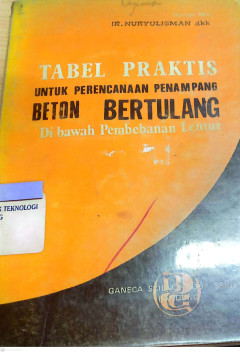 IR. NURYULISMAN dkk
TABEL PRAKTIS
UNTUK PERENCANAAN PENAMPANG
BETON BERTULANG
Di bawah Pembebanan Lentur
TEKNOLOGI
G
GANECA